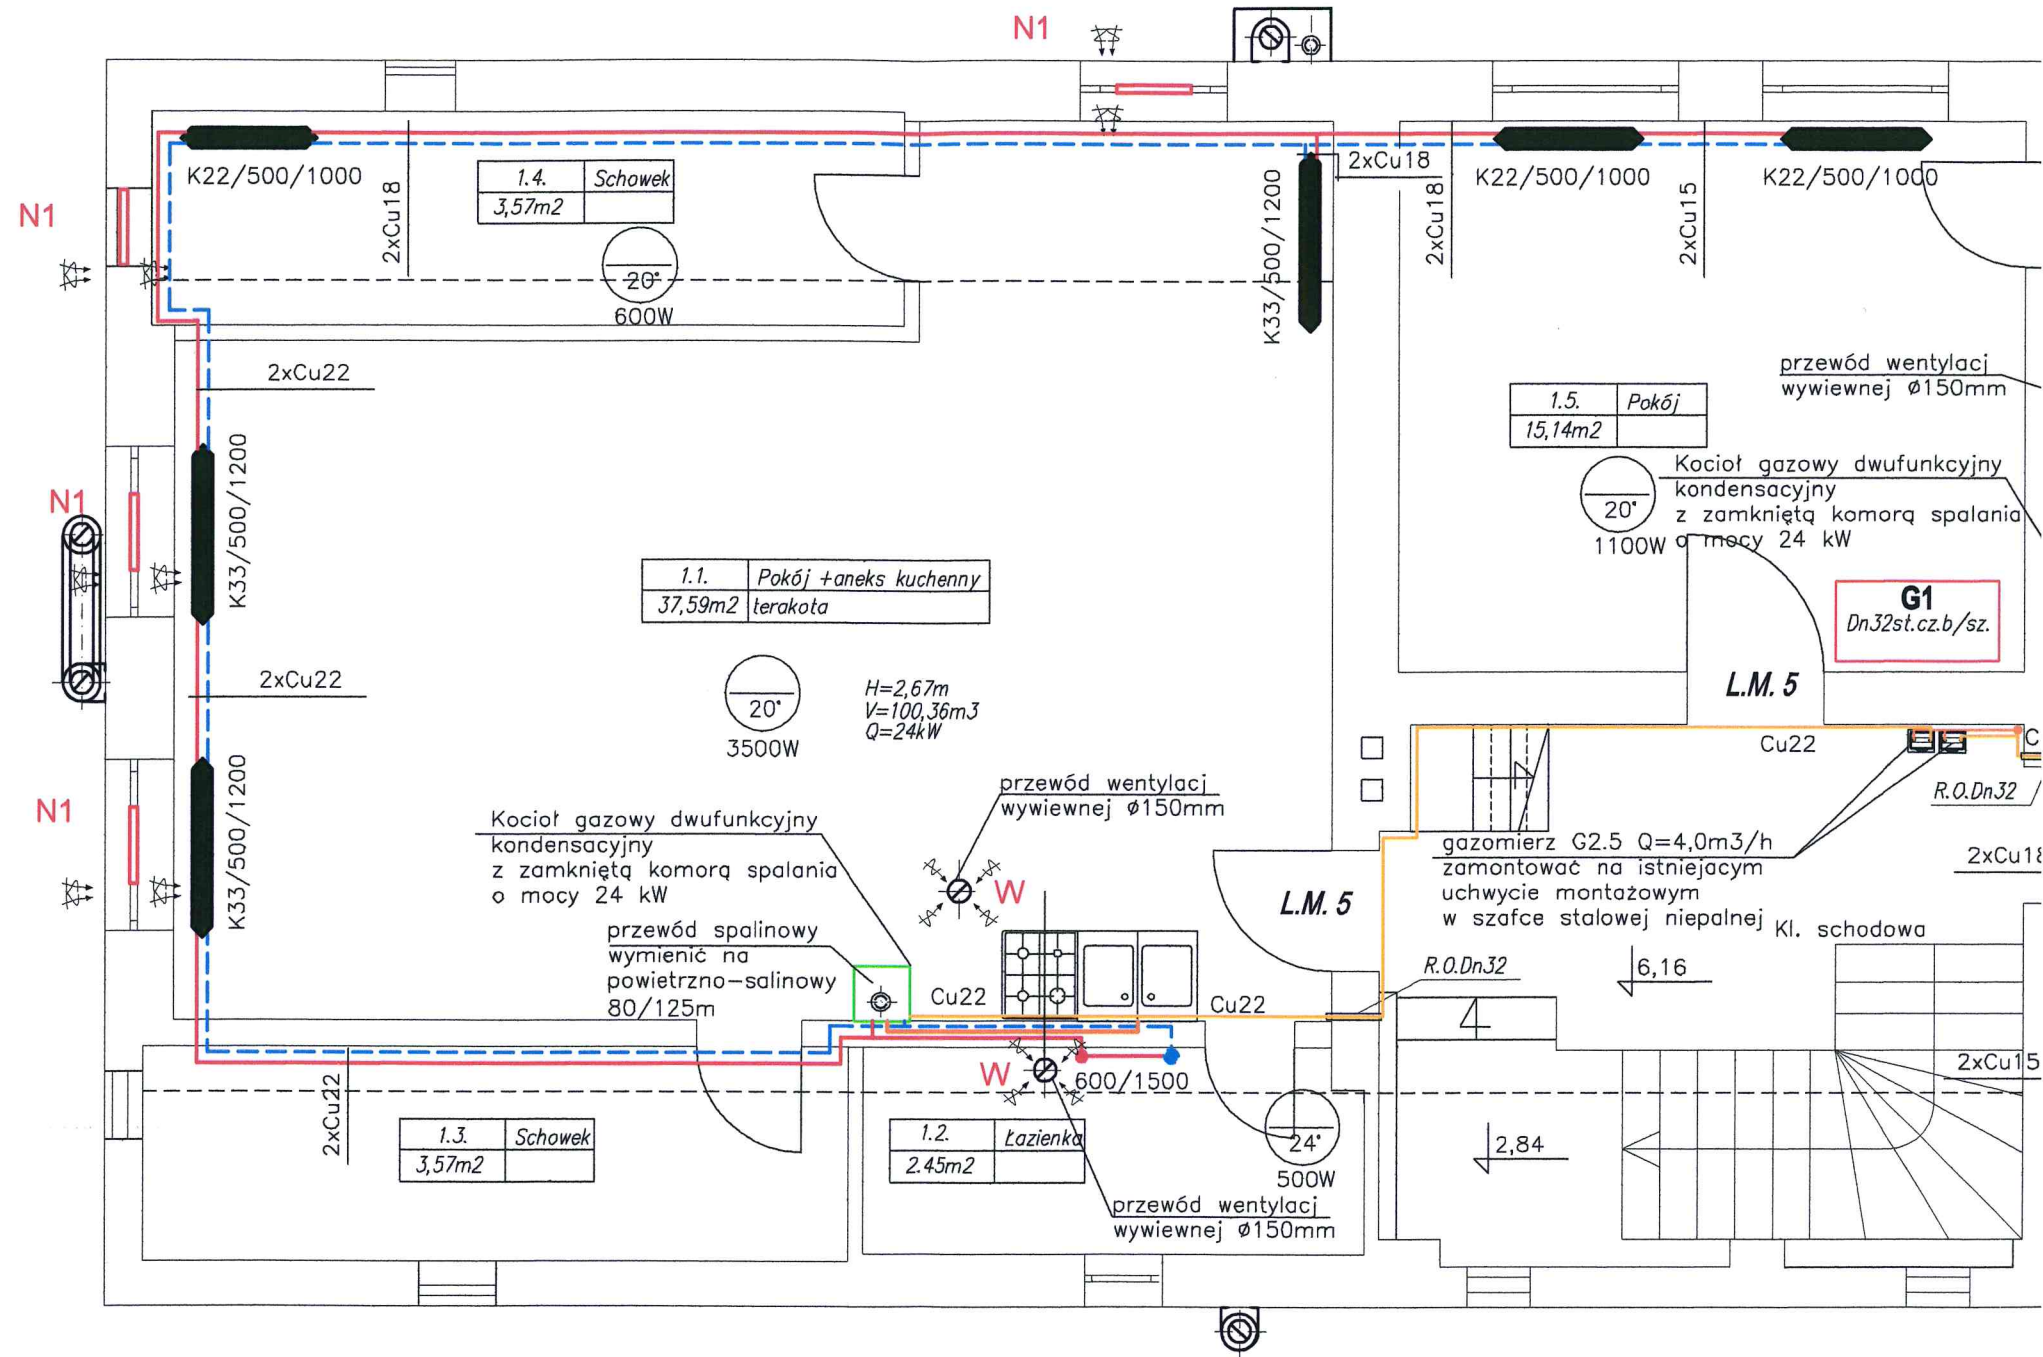 N1
K22/500/1000
2xCu18
1.4. Schowek
3,57m2
20°
600W
N1
2xCu18
K33/500/1200
2xCu18
K22/500/1000
2xCu15
K22/500/1000
2xCu22
przewód wentylacj
wywiewnej ø150mm
1.5. Pokój
15,14m2
20°
1100W
Kocioł gazowy dwufunkcyjny
kondensacyjny
z zamkniętą komorą spalania
o mocy 24 kW
G1
Dn32st.cz.b/sz.
N1
K33/500/1200
1.1. Pokój +aneks kuchenny
37,59m2 terakota
2xCu22
20°
3500W
H=2,67m
V=100,36m3
Q=24kW
L.M. 5
Cu22
C
R.O.Dn32
N1
K33/500/1200
Kocioł gazowy dwufunkcyjny
kondensacyjny
z zamkniętą komorą spalania
o mocy 24 kW
przewód wentylacj
wywiewnej ø150mm
W
przewód spalinowy
wymienić na
powietrzno-salinowy
80/125m
Cu22
Cu22
L.M. 5
R.O.Dn32
gazomierz G2.5 Q=4,0m3/h
zamontować na istniejacym
uchwycie montażowym
w szafce stalowej niepalnej
Kl. schodowa
2xCu18
6,16
4
2xCu15
2,84
W
600/1500
2xCu22
1.3. Schowek
3,57m2
1.2. Łazienka
2.45m2
24°
500W
przewód wentylacj
wywiewnej ø150mm